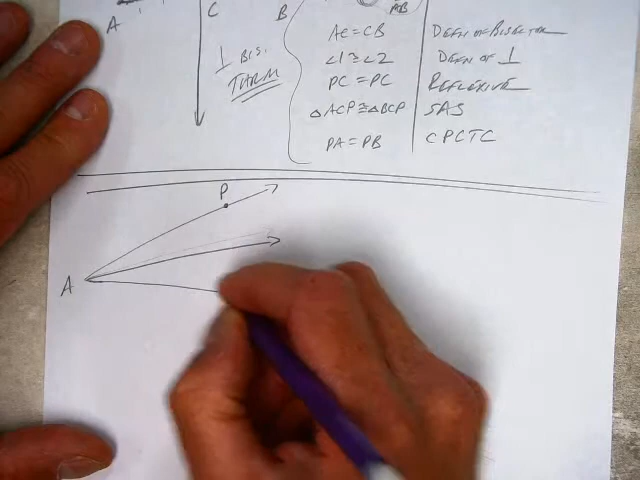 A
C
B
AB
⊥ BIS.
THRM
AC = CB
DEFN OF BISECTOR
∠1 ≅ ∠2
DEFN OF ⊥
PC = PC
REFLEXIVE
△ACP ≅ △BCP
SAS
PA = PB
CPCTC
P
A